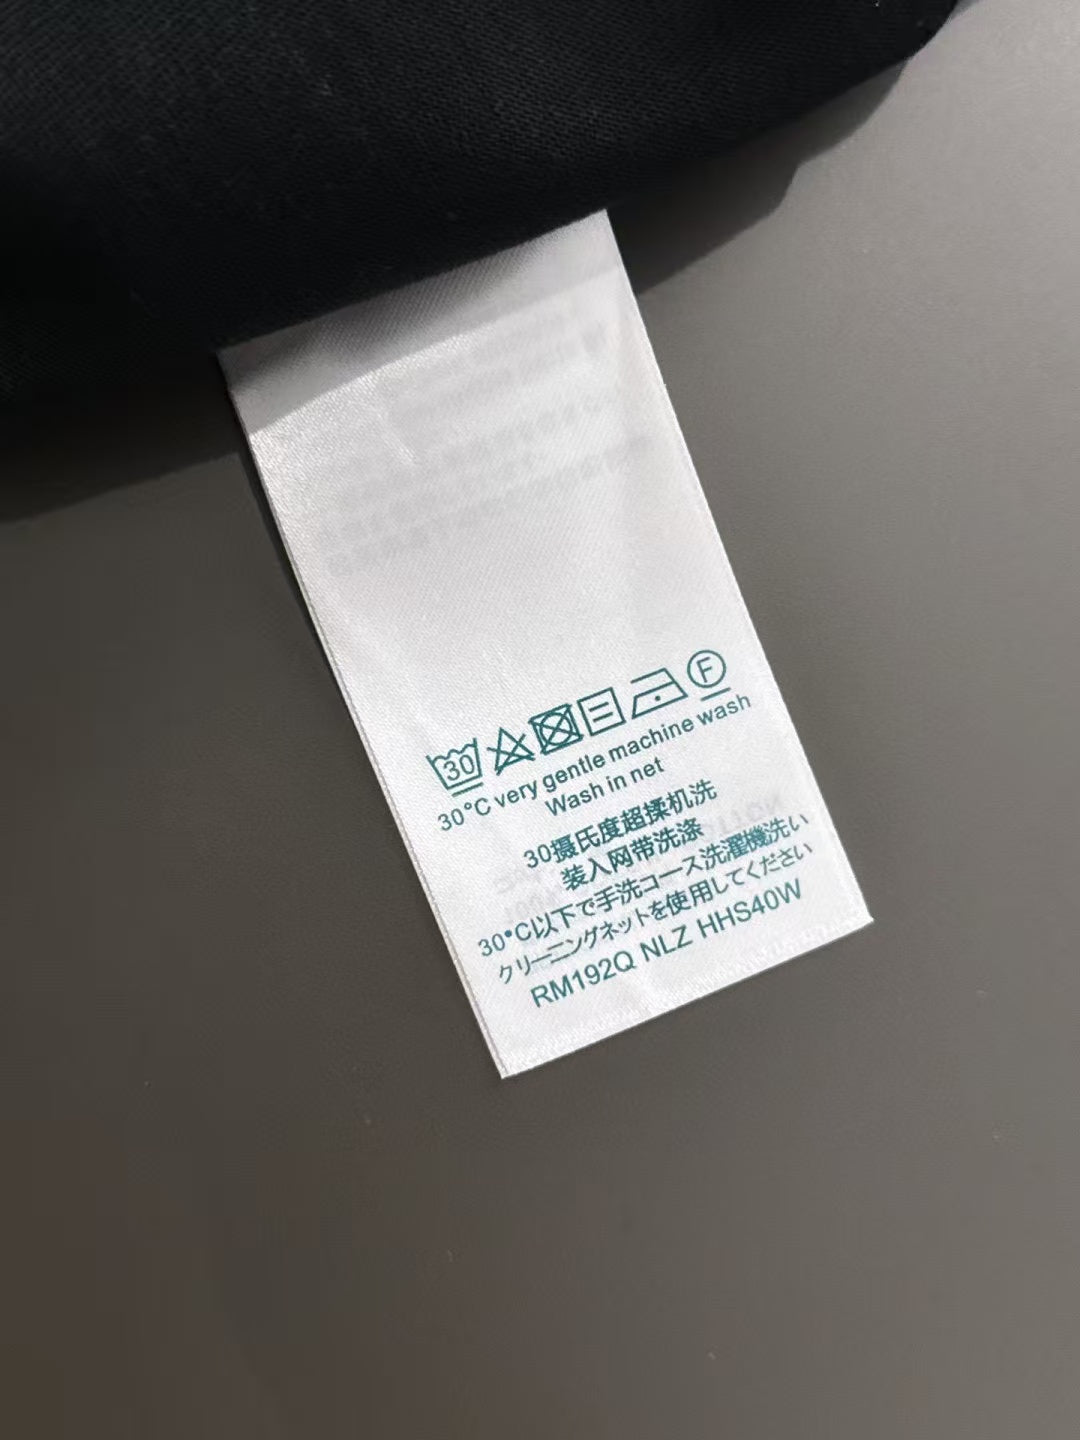 30 F
30°C very gentle machine wash
Wash in net
30摄氏度超揉机洗
装入网带洗涤
30°C以下で手洗コース洗濯機洗い
クリーニングネットを使用してください
RM192Q NLZ HHS40W